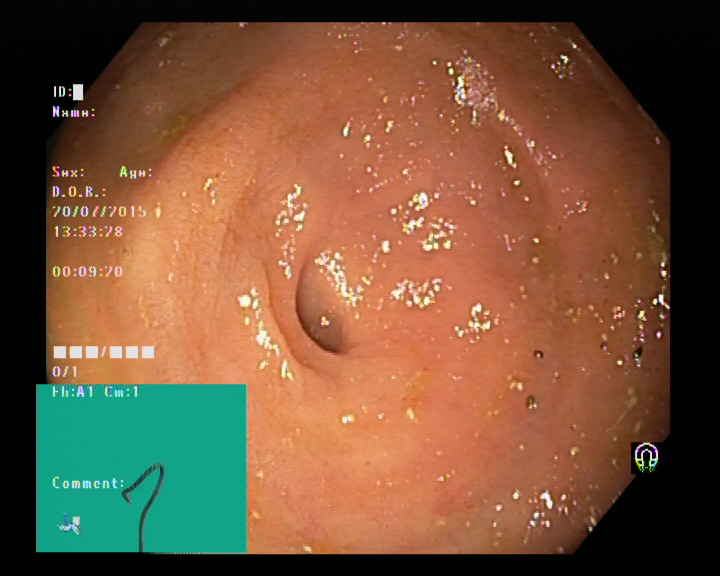 ID:
Name:
Sex: Age:
D.O.B.:
20/07/2015
13:33:28
00:09:20
0/1
Eh:A1 Cm:1
Comment: